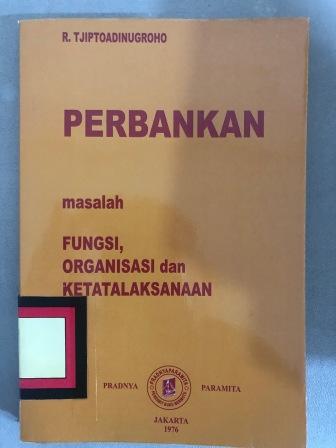 R. TJIPTOADINUGROHO
PERBANKAN
masalah
FUNGSI,
ORGANISASI dan
KETATALAKSANAAN
PRADNYA PARAMITA
JAKARTA
1976